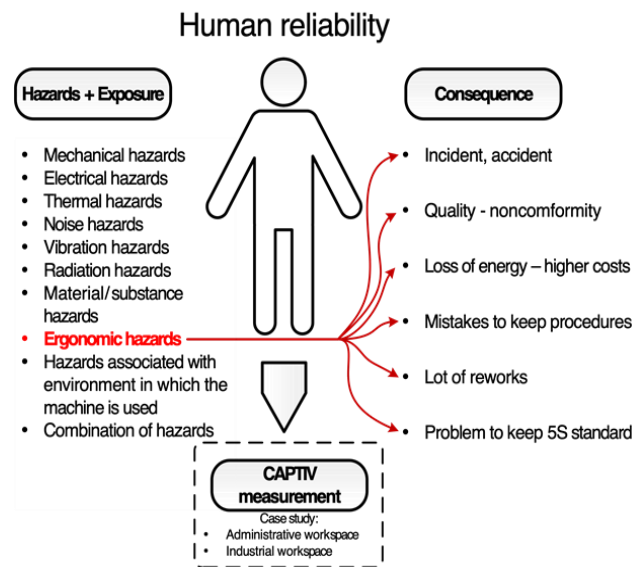 Human reliability
Hazards + Exposure
• Mechanical hazards
• Electrical hazards
• Thermal hazards
• Noise hazards
• Vibration hazards
• Radiation hazards
• Material/substance
hazards
• Ergonomic hazards
• Hazards associated with
environment in which the
machine is used
• Combination of hazards
Consequence
• Incident, accident
• Quality - noncomformity
• Loss of energy – higher costs
• Mistakes to keep procedures
• Lot of reworks
• Problem to keep 5S standard
CAPTIV
measurement
Case study:
• Administrative workspace
• Industrial workspace